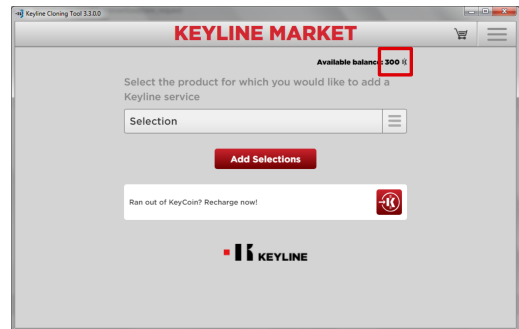 Keyline Cloning Tool 3.3.0.0
KEYLINE MARKET
Available balance: 300
Select the product for which you would like to add a
Keyline service
Selection
Add Selections
Ran out of KeyCoin? Recharge now!
KEYLINE